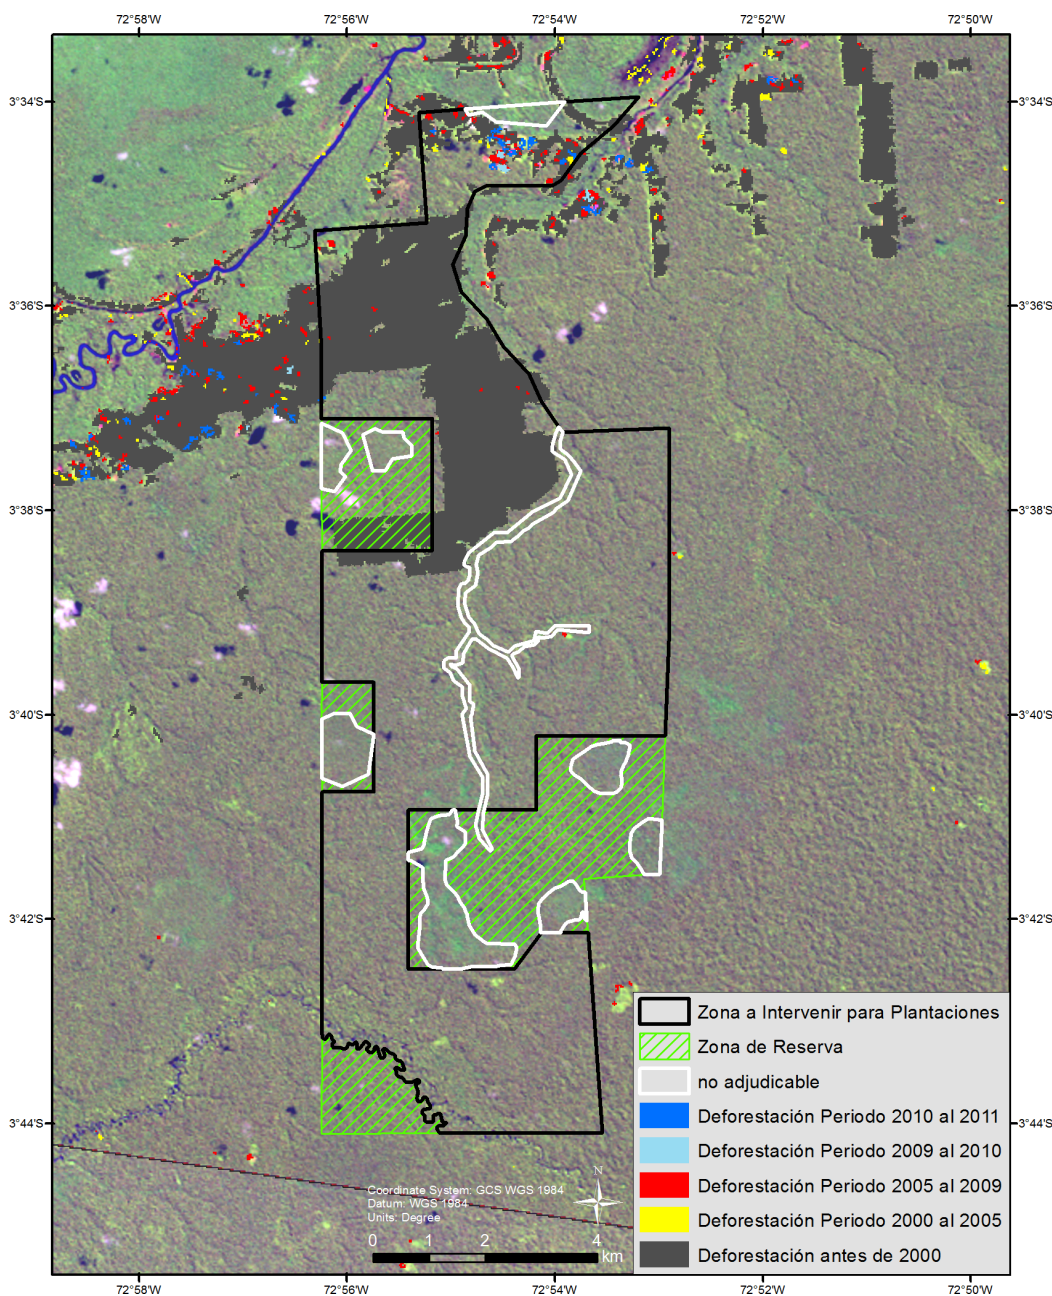 72°58'W 72°56'W 72°54'W 72°52'W 72°50'W
3°34'S 3°34'S
3°36'S 3°36'S
3°38'S 3°38'S
3°40'S 3°40'S
3°42'S 3°42'S
3°44'S 3°44'S
Zona a Intervenir para Plantaciones
Zona de Reserva
no adjudicable
Deforestación Periodo 2010 al 2011
Deforestación Periodo 2009 al 2010
Deforestación Periodo 2005 al 2009
Deforestación Periodo 2000 al 2005
Deforestación antes de 2000
N
Coordinate System: GCS WGS 1984
Datum: WGS 1984
Units: Degree
0 1 2 4
km
72°58'W 72°56'W 72°54'W 72°52'W 72°50'W